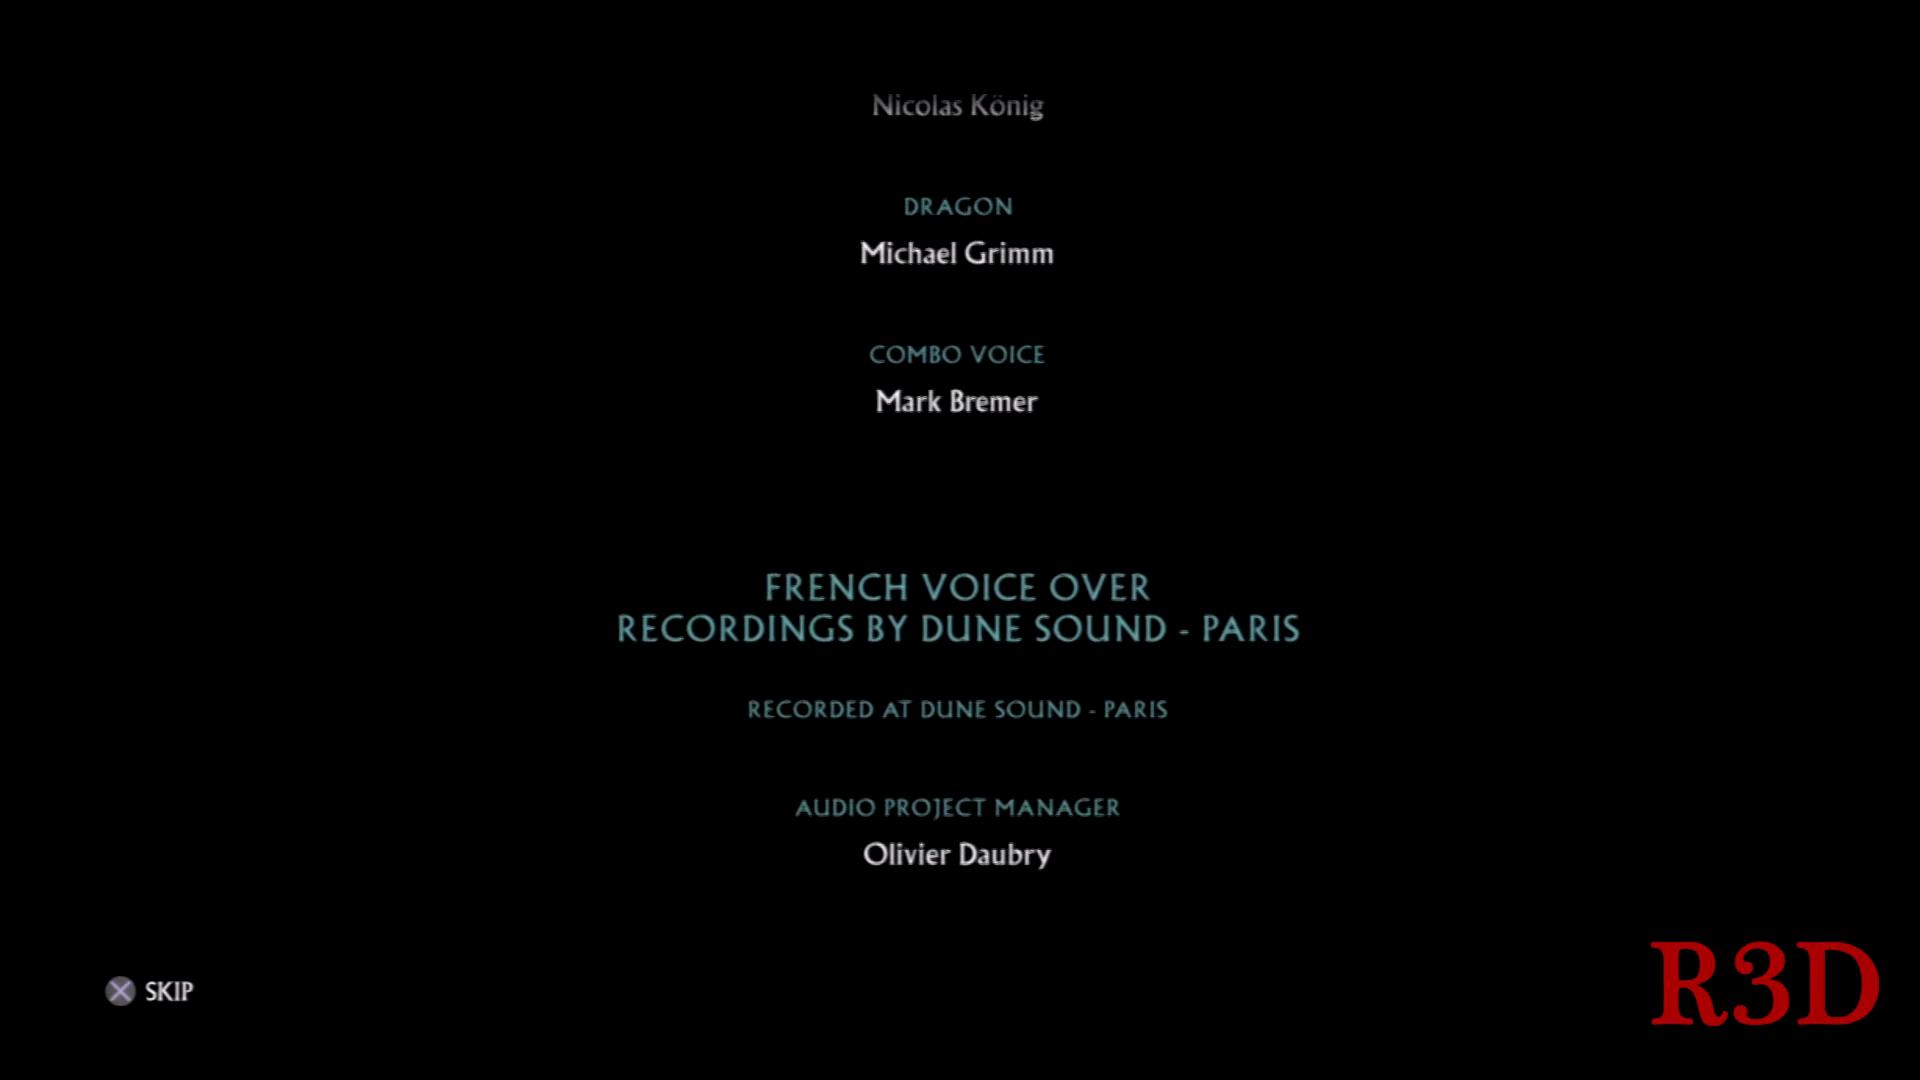 Nicolas König
DRAGON
Michael Grimm
COMBO VOICE
Mark Bremer
FRENCH VOICE OVER
RECORDINGS BY DUNE SOUND - PARIS
RECORDED AT DUNE SOUND - PARIS
AUDIO PROJECT MANAGER
Olivier Daubry
SKIP
R3D